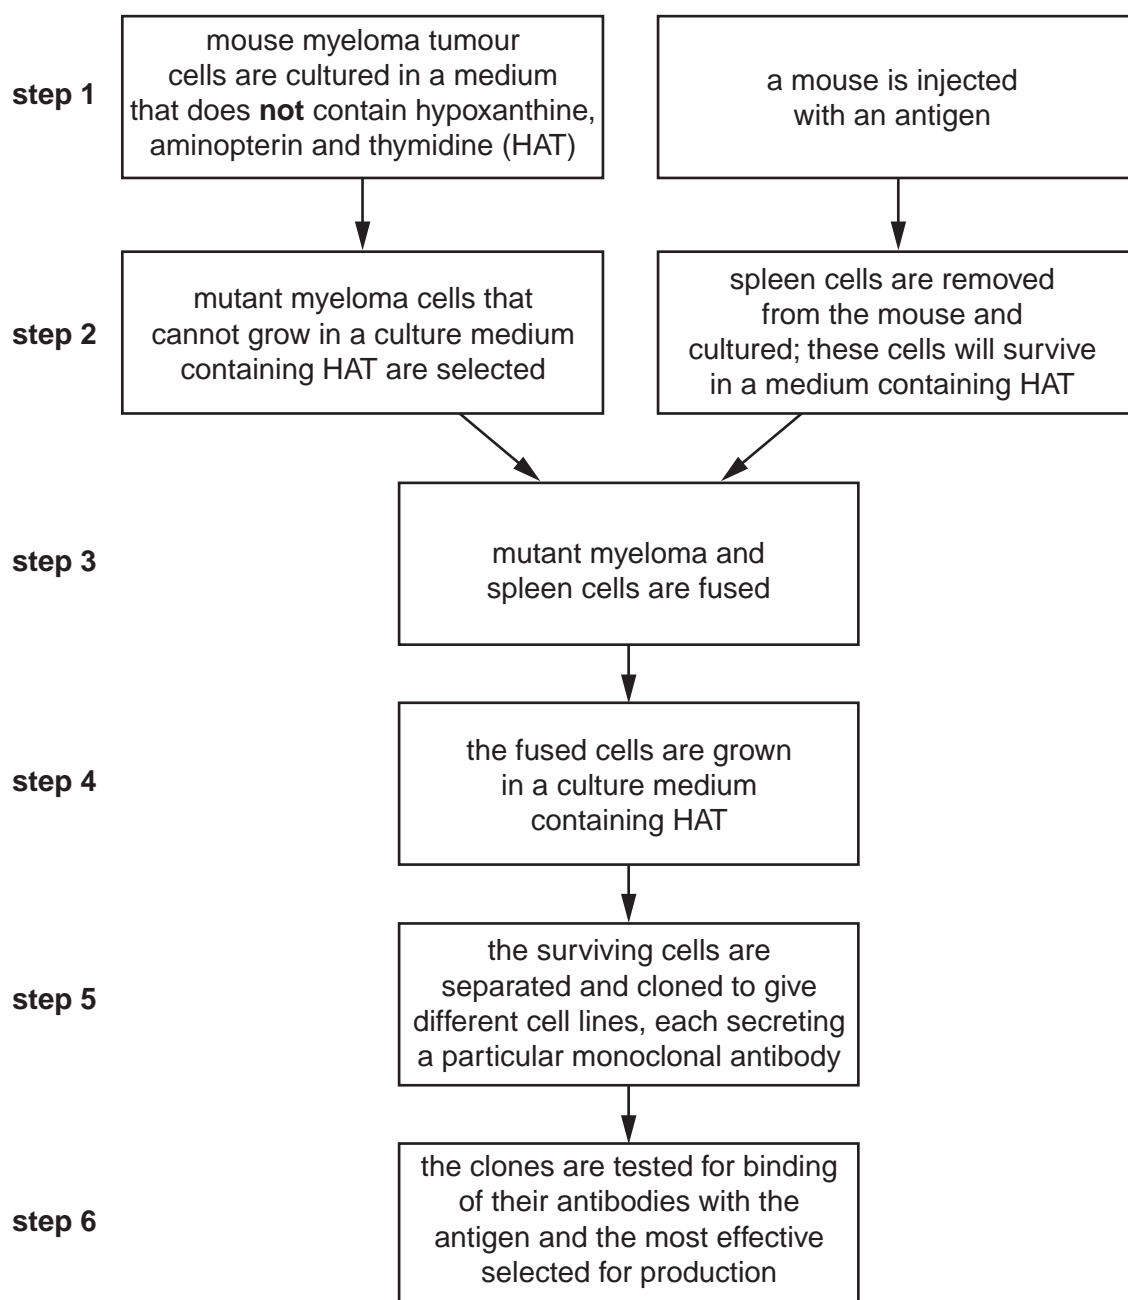 step 1
mouse myeloma tumour
cells are cultured in a medium
that does not contain hypoxanthine,
aminopterin and thymidine (HAT)
a mouse is injected
with an antigen
step 2
mutant myeloma cells that
cannot grow in a culture medium
containing HAT are selected
spleen cells are removed
from the mouse and
cultured; these cells will survive
in a medium containing HAT
step 3
mutant myeloma and
spleen cells are fused
step 4
the fused cells are grown
in a culture medium
containing HAT
step 5
the surviving cells are
separated and cloned to give
different cell lines, each secreting
a particular monoclonal antibody
step 6
the clones are tested for binding
of their antibodies with the
antigen and the most effective
selected for production